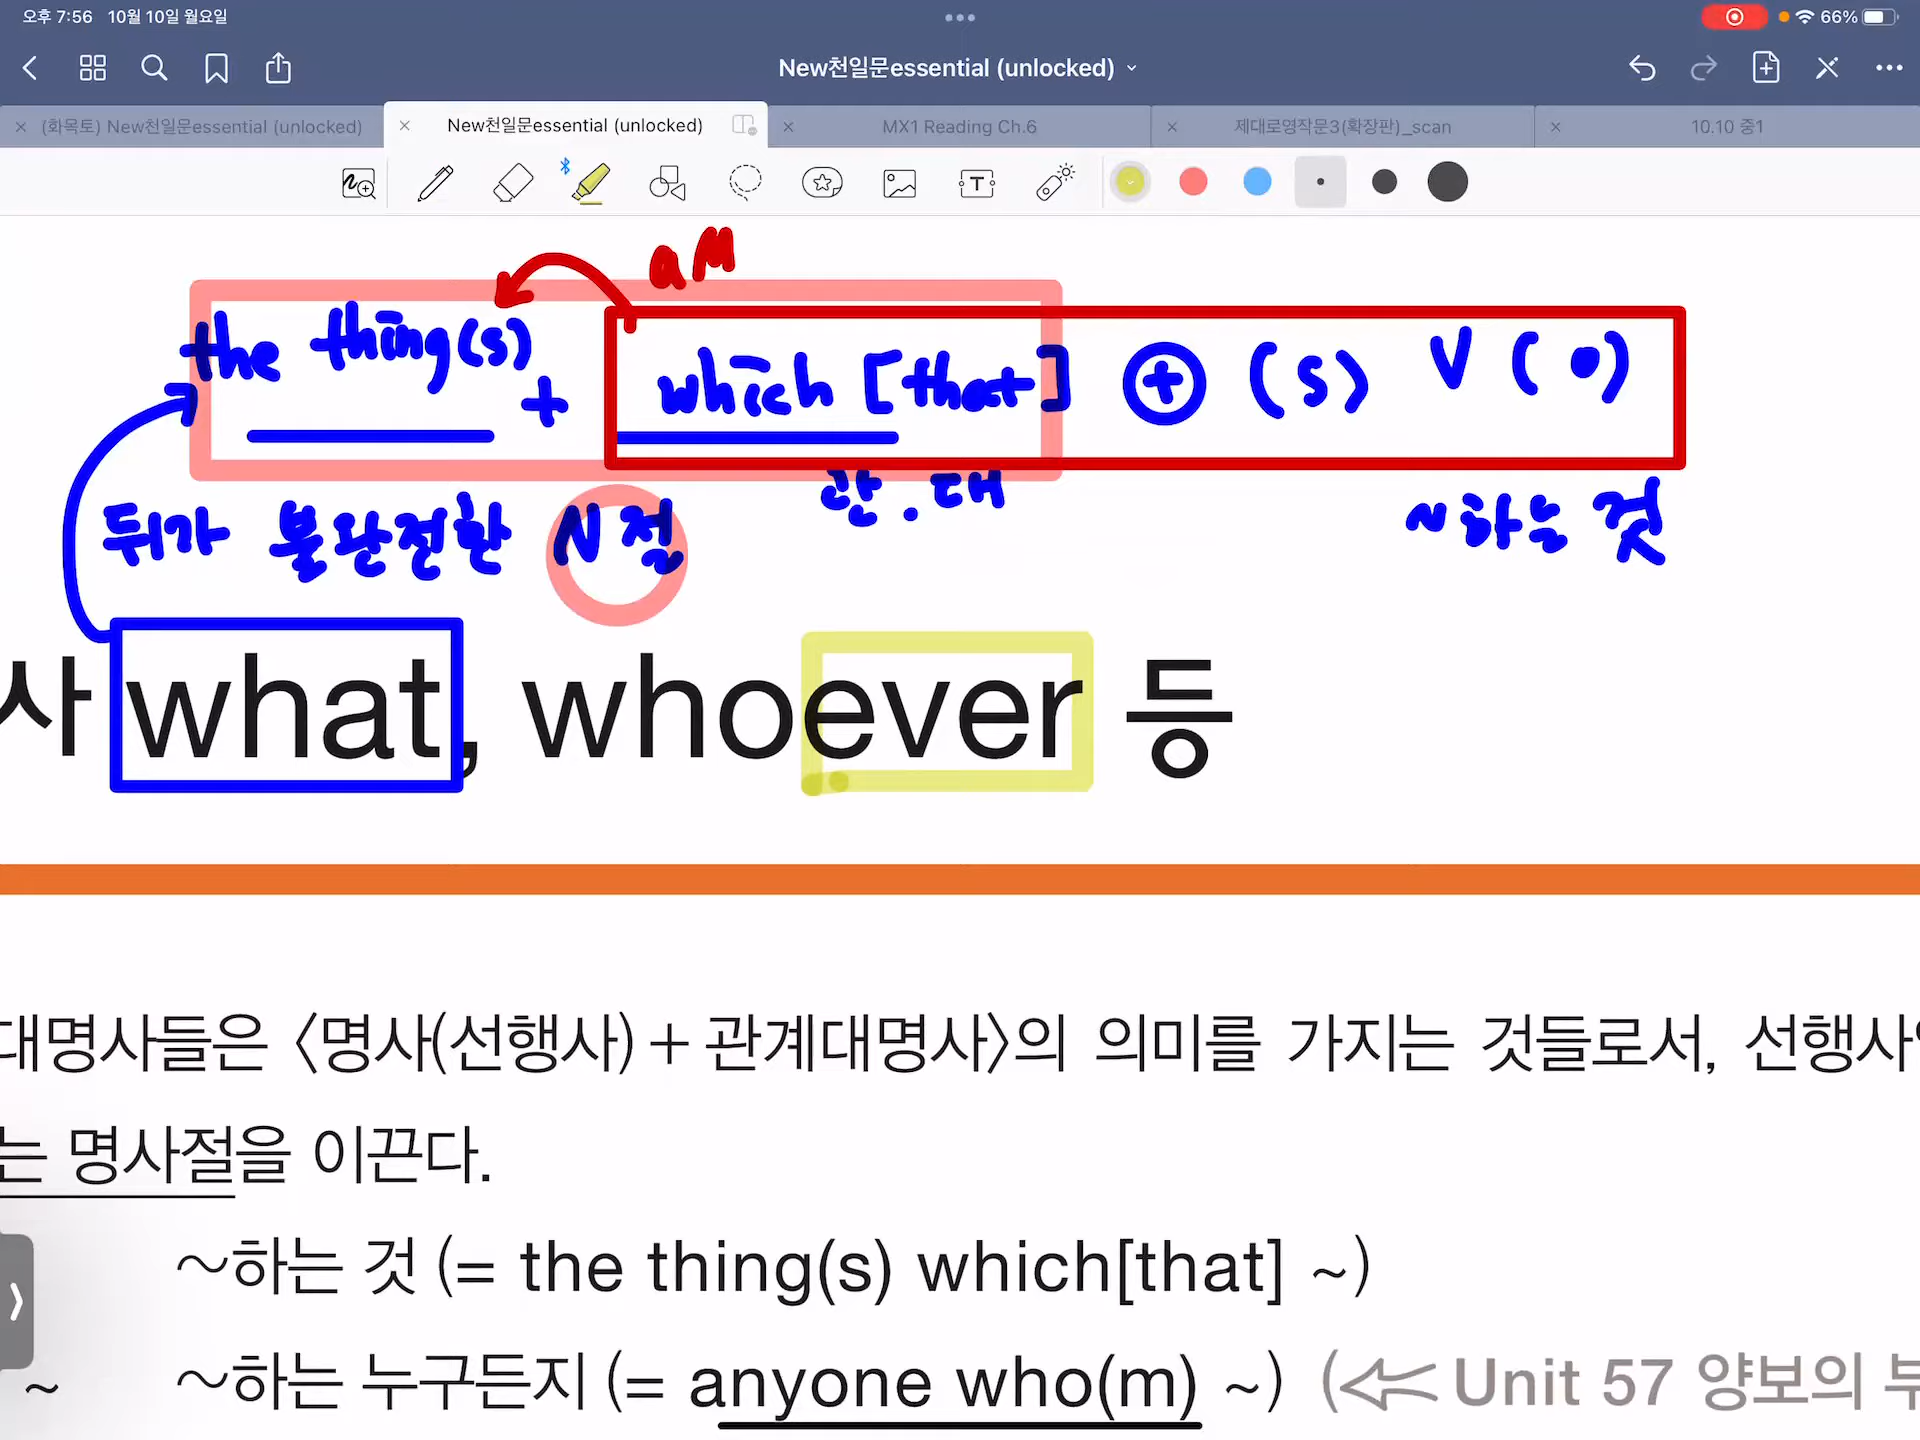 오후 7:56 10월 10일 월요일
66%
New천일문essential (unlocked)
(화목토) New천일문essential (unlocked)
New천일문essential (unlocked)
MX1 Reading Ch.6
제대로영작문3(확장판)_scan
10.10 중1
aM
the thing(s) + which [that] + (s) V (o)
관.대
뒤가 불완전환 N절
~하는 것
사 what, whoever 등
대명사들은 〈명사(선행사)+관계대명사〉의 의미를 가지는 것들로서, 선행사
는 명사절을 이끈다.
~하는 것 (= the thing(s) which[that] ~)
~ ~하는 누구든지 (= anyone who(m) ~) (⇐ Unit 57 양보의 부